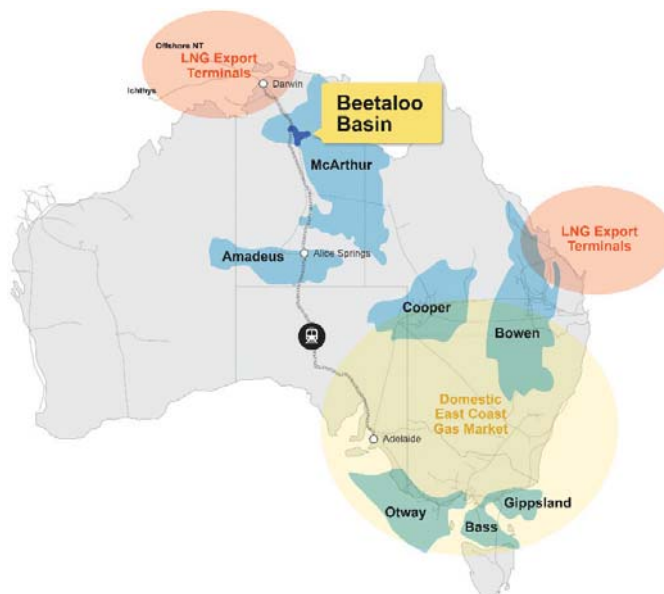 Offshore NT
LNG Export
Terminals
Ichthys
Darwin
Beetaloo
Basin
McArthur
LNG Export
Terminals
Amadeus
Alice Springs
Cooper
Bowen
Domestic
East Coast
Gas Market
Adelaide
Otway
Gippsland
Bass